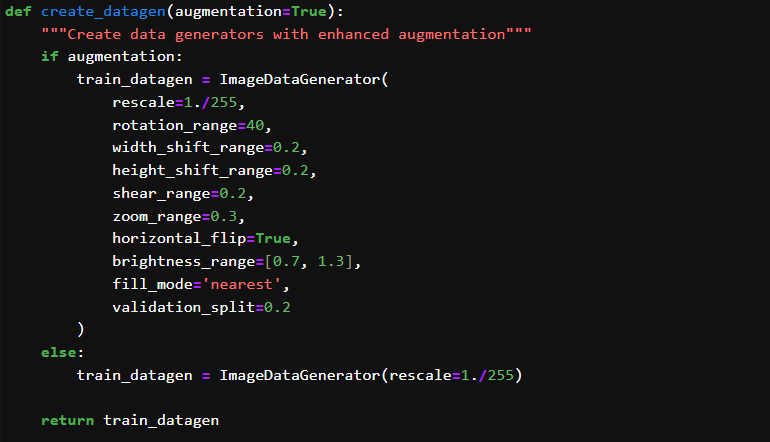 def create_datagen(augmentation=True):
    """Create data generators with enhanced augmentation"""
    if augmentation:
        train_datagen = ImageDataGenerator(
            rescale=1./255,
            rotation_range=40,
            width_shift_range=0.2,
            height_shift_range=0.2,
            shear_range=0.2,
            zoom_range=0.3,
            horizontal_flip=True,
            brightness_range=[0.7, 1.3],
            fill_mode='nearest',
            validation_split=0.2
        )
    else:
        train_datagen = ImageDataGenerator(rescale=1./255)
    return train_datagen